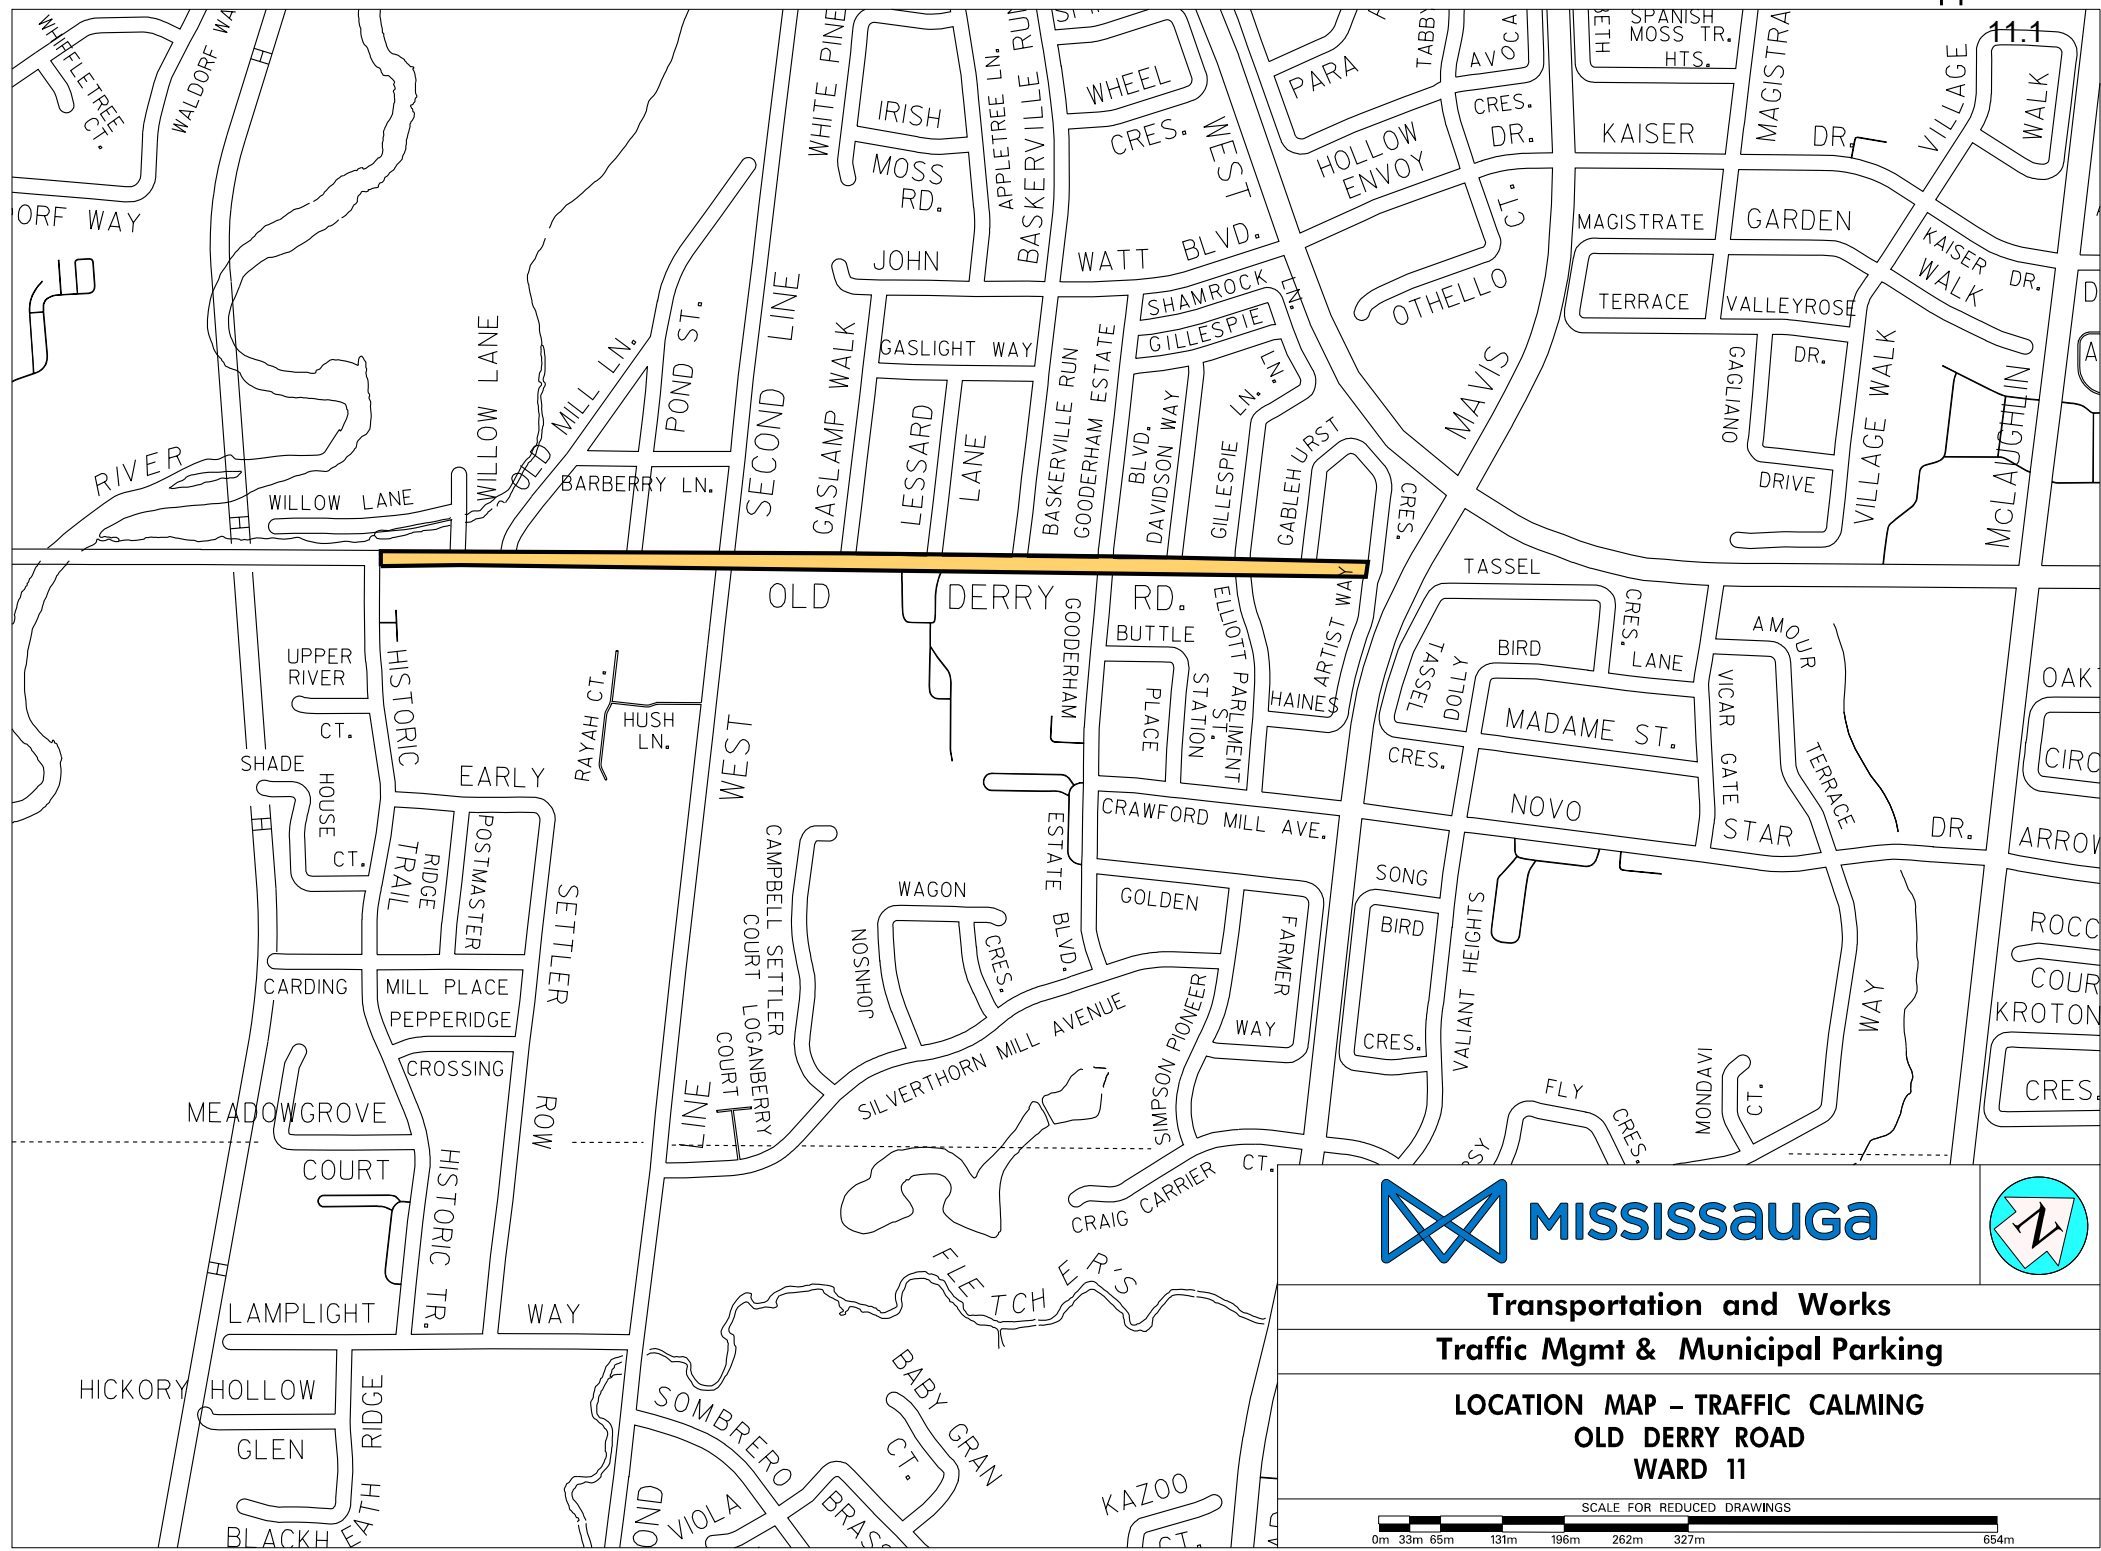 11.1
WHIFFLETREE
CT.
WALDORF WA
ORF WAY
WHITE PINE
IRISH
MOSS
RD.
APPLETREE LN.
BASKERVILLE RUN
WHEEL
CRES.
WEST
PARA
TABBY
AVOCA
CRES.
DR.
HOLLOW
ENVOY
BETH
SPANISH
MOSS TR.
HTS.
MAGISTRA
KAISER
DR.
VILLAGE
WALK
CT.
MAGISTRATE
GARDEN
KAISER
DR.
WALK
TERRACE
VALLEYROSE
DR.
GAGLIANO
DRIVE
VILLAGE WALK
MCLAUGHLIN
JOHN
WATT
BLVD.
SHAMROCK
LN.
GILLESPIE
LN.
OTHELLO
MAVIS
SECOND LINE
GASLAMP WALK
GASLIGHT WAY
LESSARD
LANE
BASKERVILLE RUN
GOODERHAM ESTATE
BLVD.
DAVIDSON WAY
GILLESPIE
LN.
GABLEHURST
CRES.
WILLOW LANE
OLD MILL LN.
POND ST.
BARBERRY LN.
RIVER
WILLOW LANE
OLD DERRY RD.
TASSEL
CRES.
AMOUR
TERRACE
BIRD
LANE
TASSEL
DOLLY
CRES.
MADAME ST.
VICAR GATE
NOVO
STAR
DR.
OAK
CIRC
ARROW
ROCC
COUR
KROTON
CRES.
UPPER
RIVER
CT.
HISTORIC
SHADE
HOUSE
CT.
EARLY
RAYAH CT.
HUSH
LN.
WEST
GOODERHAM
BUTTLE
PLACE
STATION
ST.
ELLIOTT PARLIMENT
ARTIST WAY
HAINES
CRAWFORD MILL AVE.
ESTATE BLVD.
RIDGE
TRAIL
POSTMASTER
SETTLER
CAMPBELL SETTLER
COURT
LOGANBERRY
COURT
WAGON
JOHNSON
CRES.
GOLDEN
FARMER
WAY
SONG
BIRD
CRES.
VALIANT HEIGHTS
WAY
CARDING
MILL PLACE
PEPPERIDGE
CROSSING
MEADOWGROVE
COURT
ROW
LINE
SILVERTHORN MILL AVENUE
SIMPSON PIONEER
CRAIG CARRIER CT.
FLY
CRES.
MONDAVI
CT.
HISTORIC TR.
LAMPLIGHT
WAY
HICKORY HOLLOW
GLEN
BLACKHEATH RIDGE
FLETCHER'S
SOMBRERO
BABY GRAN
CT.
VIOLA
BRAS
OND
KAZOO
CT.
MISSISSAUGA
N
Transportation and Works
Traffic Mgmt & Municipal Parking
LOCATION MAP – TRAFFIC CALMING
OLD DERRY ROAD
WARD 11
SCALE FOR REDUCED DRAWINGS
0m 33m 65m 131m 196m 262m 327m 654m